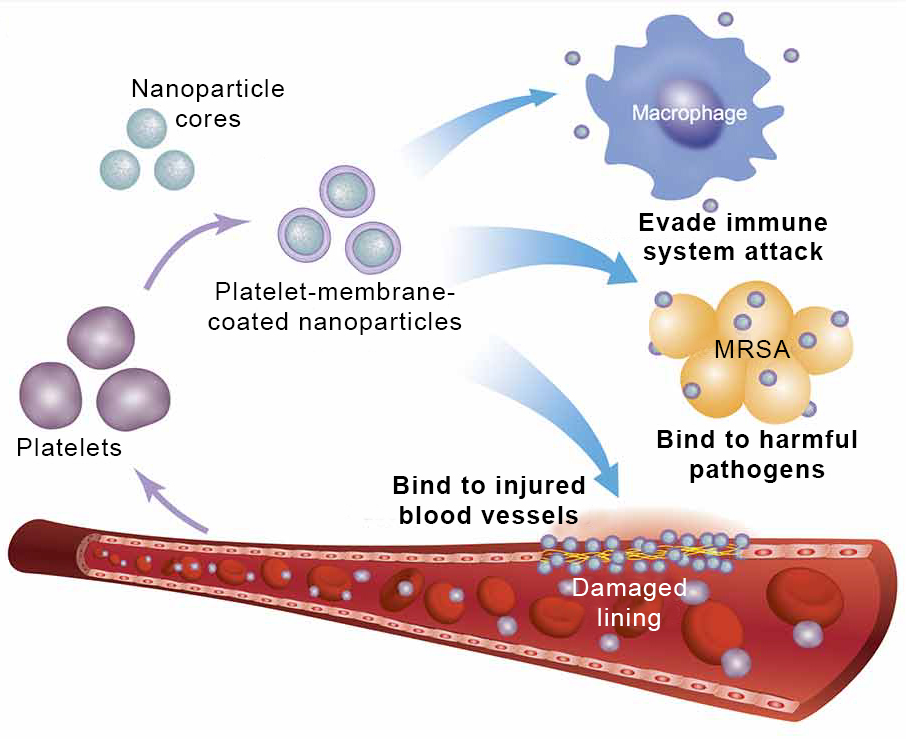 Nanoparticle
cores
Macrophage
Evade immune
system attack
Platelet-membrane-
coated nanoparticles
MRSA
Bind to harmful
pathogens
Platelets
Bind to injured
blood vessels
Damaged
lining